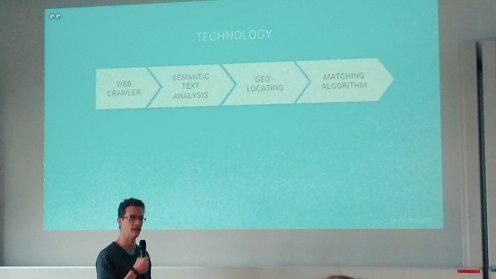 TECHNOLOGY
WEB
CRAWLER
SEMANTIC
TEXT
ANALYSIS
GEO-
LOCATING
MATCHING
ALGORITHM